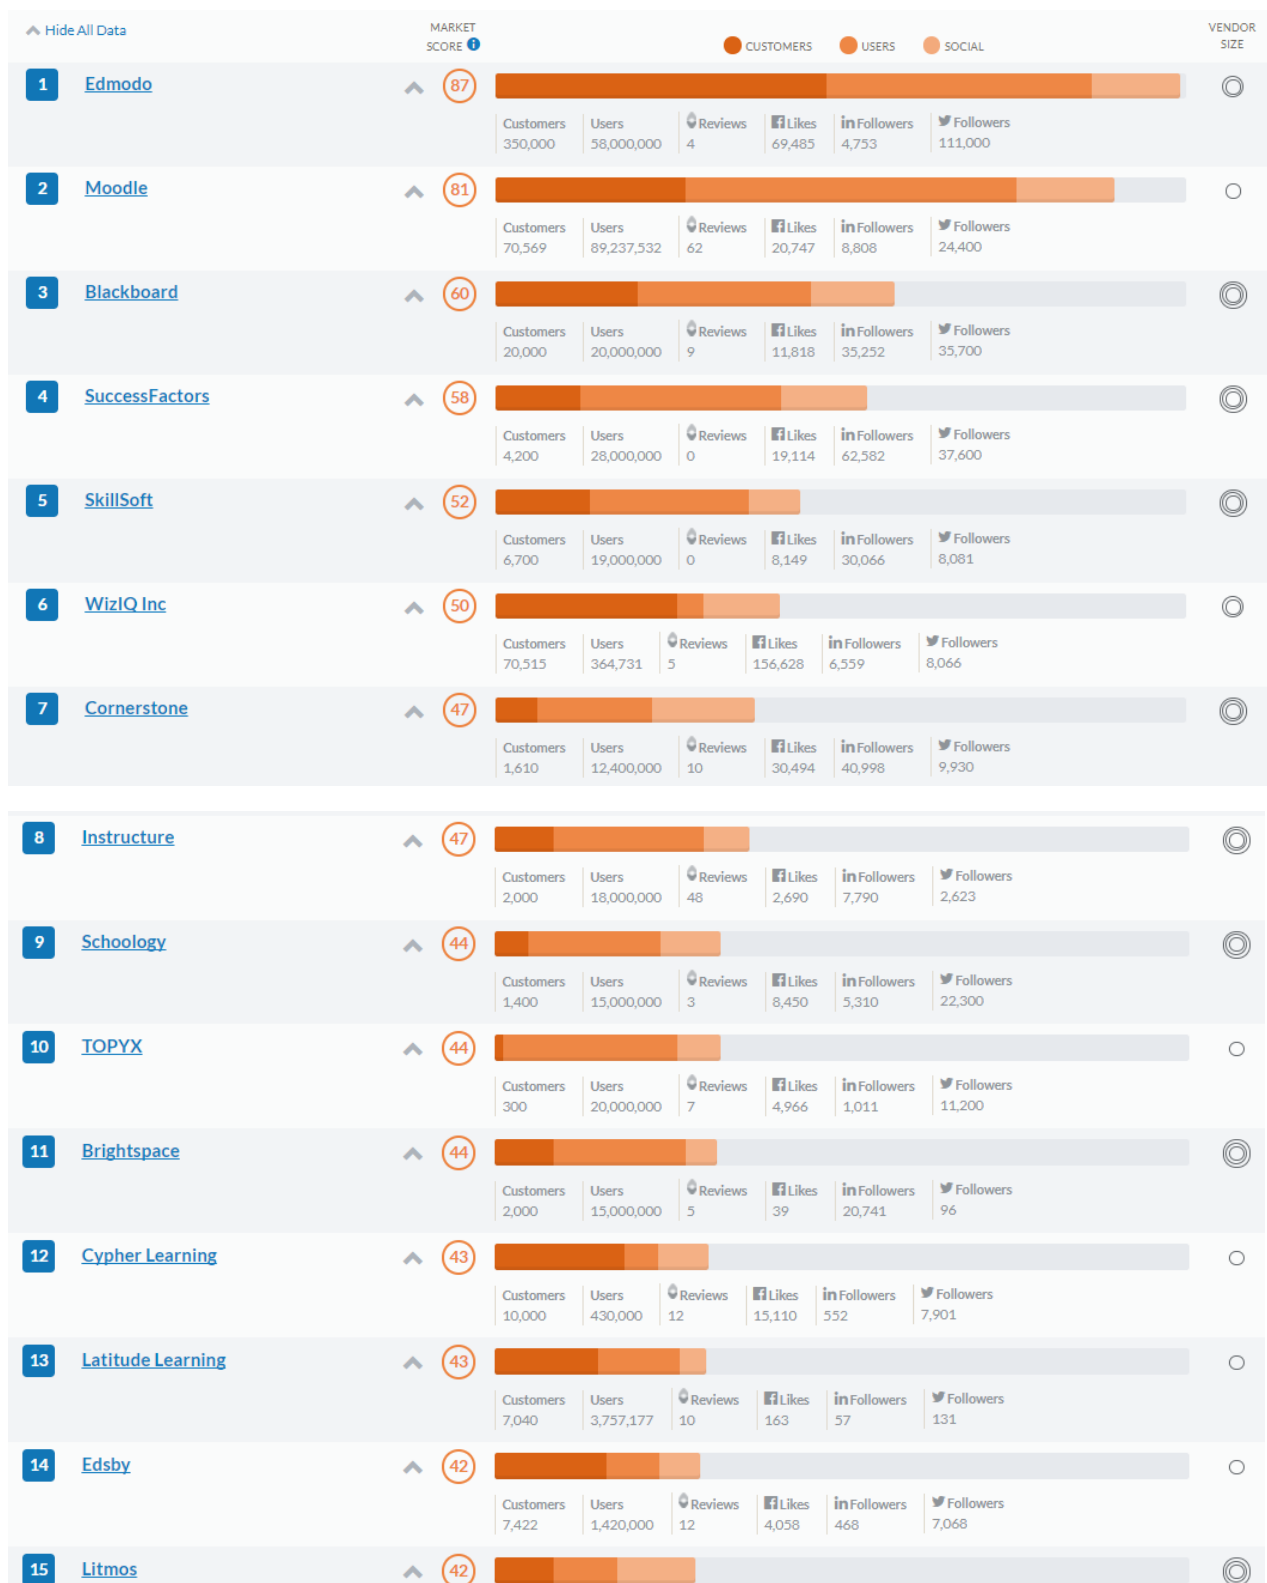 Hide All Data
MARKET SCORE
CUSTOMERS USERS SOCIAL
VENDOR SIZE
1 Edmodo 87
Customers Users Reviews Likes in Followers Followers
350,000 58,000,000 4 69,485 4,753 111,000
2 Moodle 81
Customers Users Reviews Likes in Followers Followers
70,569 89,237,532 62 20,747 8,808 24,400
3 Blackboard 60
Customers Users Reviews Likes in Followers Followers
20,000 20,000,000 9 11,818 35,252 35,700
4 SuccessFactors 58
Customers Users Reviews Likes in Followers Followers
4,200 28,000,000 0 19,114 62,582 37,600
5 SkillSoft 52
Customers Users Reviews Likes in Followers Followers
6,700 19,000,000 0 8,149 30,066 8,081
6 WizIQ Inc 50
Customers Users Reviews Likes in Followers Followers
70,515 364,731 5 156,628 6,559 8,066
7 Cornerstone 47
Customers Users Reviews Likes in Followers Followers
1,610 12,400,000 10 30,494 40,998 9,930
8 Instructure 47
Customers Users Reviews Likes in Followers Followers
2,000 18,000,000 48 2,690 7,790 2,623
9 Schoology 44
Customers Users Reviews Likes in Followers Followers
1,400 15,000,000 3 8,450 5,310 22,300
10 TOPYX 44
Customers Users Reviews Likes in Followers Followers
300 20,000,000 7 4,966 1,011 11,200
11 Brightspace 44
Customers Users Reviews Likes in Followers Followers
2,000 15,000,000 5 39 20,741 96
12 Cypher Learning 43
Customers Users Reviews Likes in Followers Followers
10,000 430,000 12 15,110 552 7,901
13 Latitude Learning 43
Customers Users Reviews Likes in Followers Followers
7,040 3,757,177 10 163 57 131
14 Edsby 42
Customers Users Reviews Likes in Followers Followers
7,422 1,420,000 12 4,058 468 7,068
15 Litmos 42